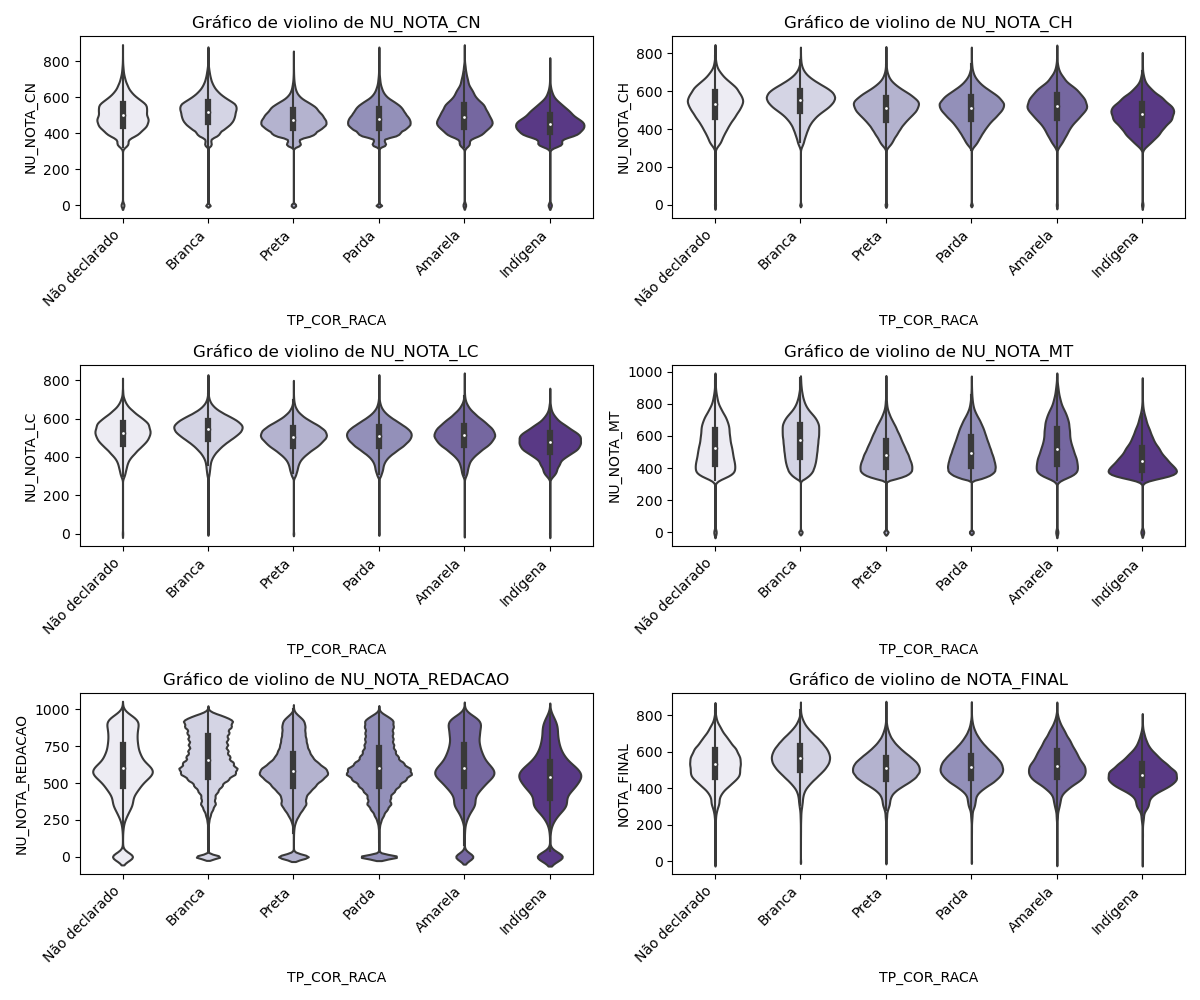 Gráfico de violino de NU_NOTA_CN
NU_NOTA_CN
800
600
400
200
0
Não declarado
Branca
Preta
Parda
Amarela
Indígena
TP_COR_RACA
Gráfico de violino de NU_NOTA_CH
NU_NOTA_CH
800
600
400
200
0
Não declarado
Branca
Preta
Parda
Amarela
Indígena
TP_COR_RACA
Gráfico de violino de NU_NOTA_LC
NU_NOTA_LC
800
600
400
200
0
Não declarado
Branca
Preta
Parda
Amarela
Indígena
TP_COR_RACA
Gráfico de violino de NU_NOTA_MT
NU_NOTA_MT
1000
800
600
400
200
0
Não declarado
Branca
Preta
Parda
Amarela
Indígena
TP_COR_RACA
Gráfico de violino de NU_NOTA_REDACAO
NU_NOTA_REDACAO
1000
750
500
250
0
Não declarado
Branca
Preta
Parda
Amarela
Indígena
TP_COR_RACA
Gráfico de violino de NOTA_FINAL
NOTA_FINAL
800
600
400
200
0
Não declarado
Branca
Preta
Parda
Amarela
Indígena
TP_COR_RACA